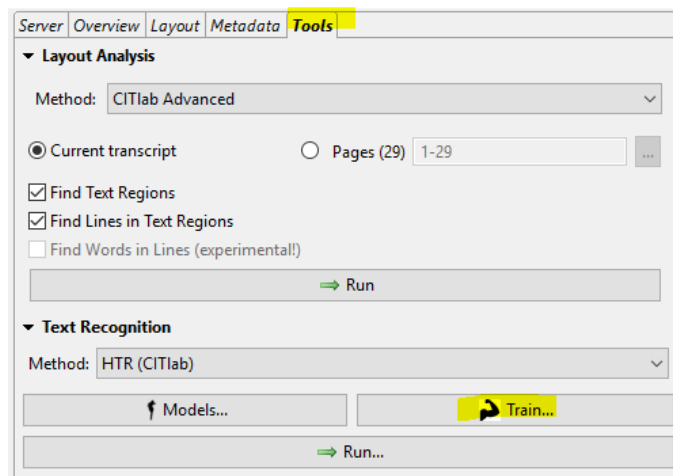 Server Overview Layout Metadata Tools
Layout Analysis
Method: CITlab Advanced
Current transcript Pages (29) 1-29 ...
Find Text Regions
Find Lines in Text Regions
Find Words in Lines (experimental!)
Run
Text Recognition
Method: HTR (CITlab)
Models... Train...
Run...